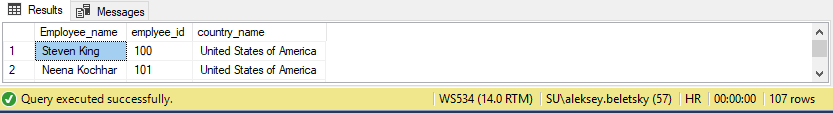 Results Messages
Employee_name emplyee_id country_name
1 Steven King 100 United States of America
2 Neena Kochhar 101 United States of America
Query executed successfully. WS534 (14.0 RTM) SU\aleksey.beletsky (57) HR 00:00:00 107 rows